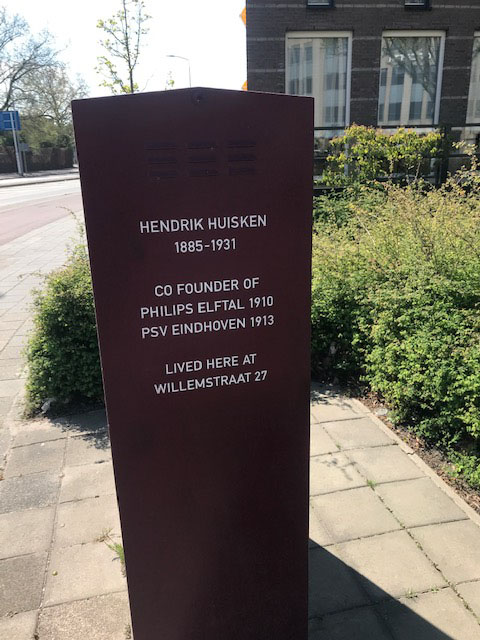 HENDRIK HUISKEN
1885-1931
CO FOUNDER OF
PHILIPS ELFTAL 1910
PSV EINDHOVEN 1913
LIVED HERE AT
WILLEMSTRAAT 27